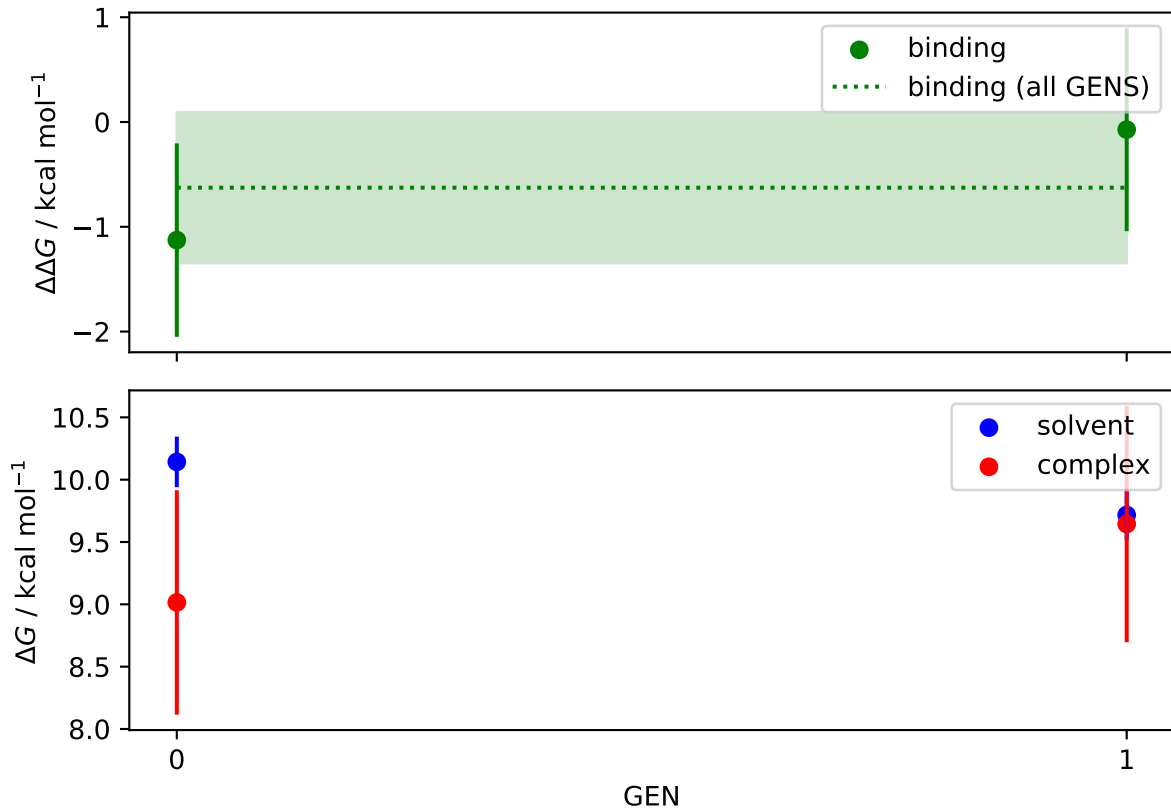 1
0
−1
−2
ΔΔG / kcal mol⁻¹
binding
binding (all GENS)
10.5
10.0
9.5
9.0
8.5
8.0
ΔG / kcal mol⁻¹
solvent
complex
0
1
GEN